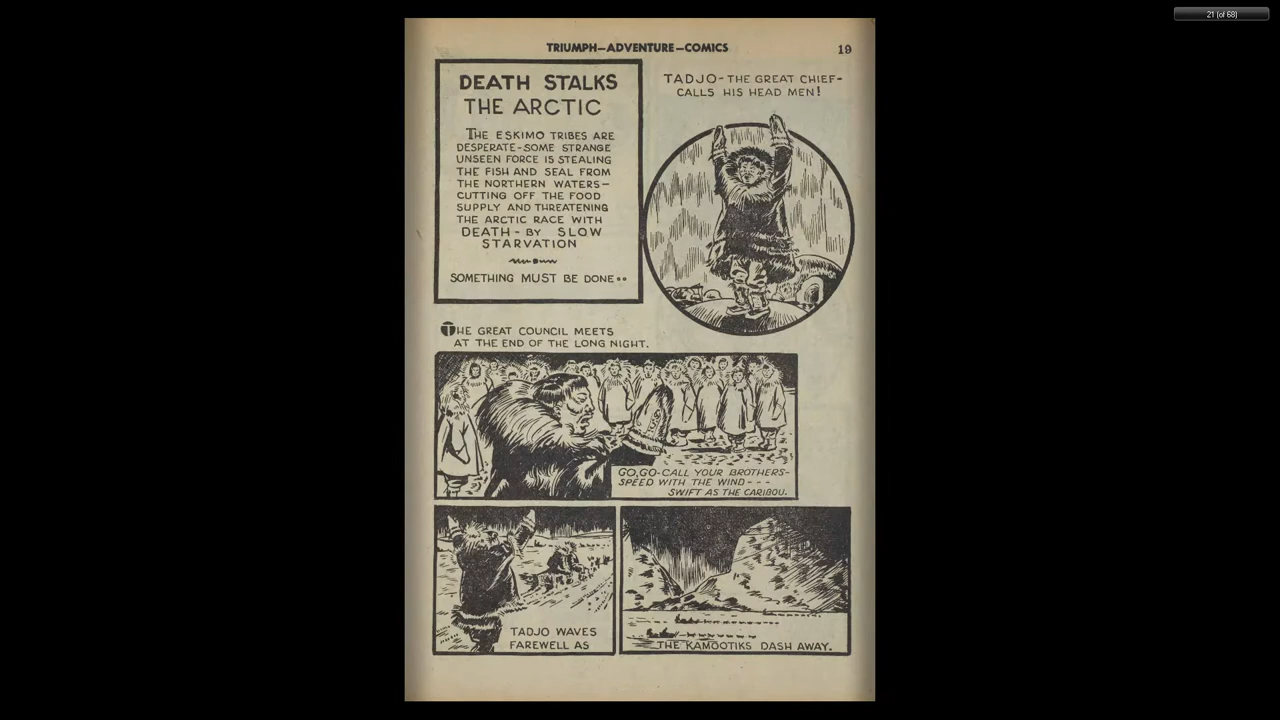 21 (of 68)
TRIUMPH—ADVENTURE—COMICS 19
DEATH STALKS
THE ARCTIC
THE ESKIMO TRIBES ARE
DESPERATE-SOME STRANGE
UNSEEN FORCE IS STEALING
THE FISH AND SEAL FROM
THE NORTHERN WATERS—
CUTTING OFF THE FOOD
SUPPLY AND THREATENING
THE ARCTIC RACE WITH
DEATH - BY SLOW
STARVATION
SOMETHING MUST BE DONE..
TADJO-THE GREAT CHIEF-
CALLS HIS HEAD MEN!
THE GREAT COUNCIL MEETS
AT THE END OF THE LONG NIGHT.
GO,GO-CALL YOUR BROTHERS-
SPEED WITH THE WIND---
SWIFT AS THE CARIBOU.
TADJO WAVES
FAREWELL AS
THE KAMOOTIKS DASH AWAY.